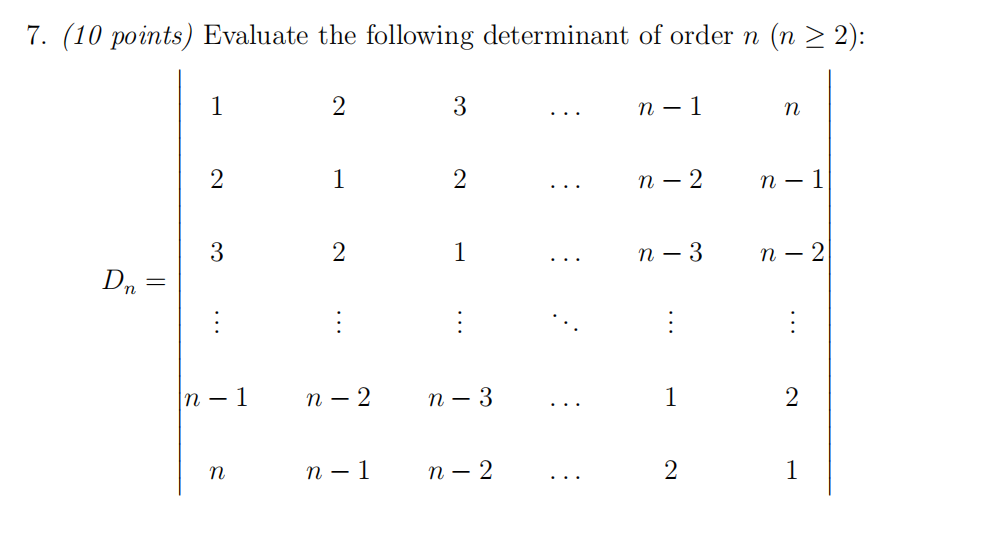 7. (10 points) Evaluate the following determinant of order n (n ≥ 2):
1 2 3 … n − 1 n
2 1 2 … n − 2 n − 1
3 2 1 … n − 3 n − 2
Dₙ =
⋮ ⋮ ⋮ ⋱ ⋮ ⋮
n − 1 n − 2 n − 3 … 1 2
n n − 1 n − 2 … 2 1